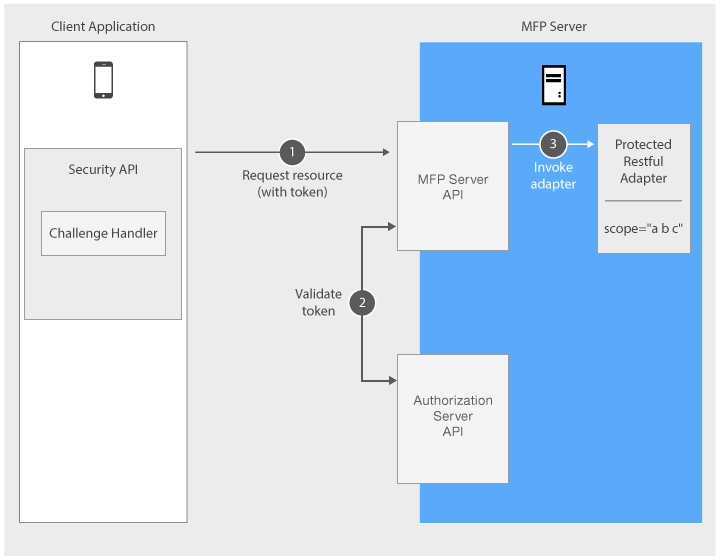 Client Application
MFP Server
Security API
Challenge Handler
1
Request resource
(with token)
MFP Server
API
3
Invoke
adapter
Protected
Restful
Adapter
scope="a b c"
Validate
token
2
Authorization
Server
API